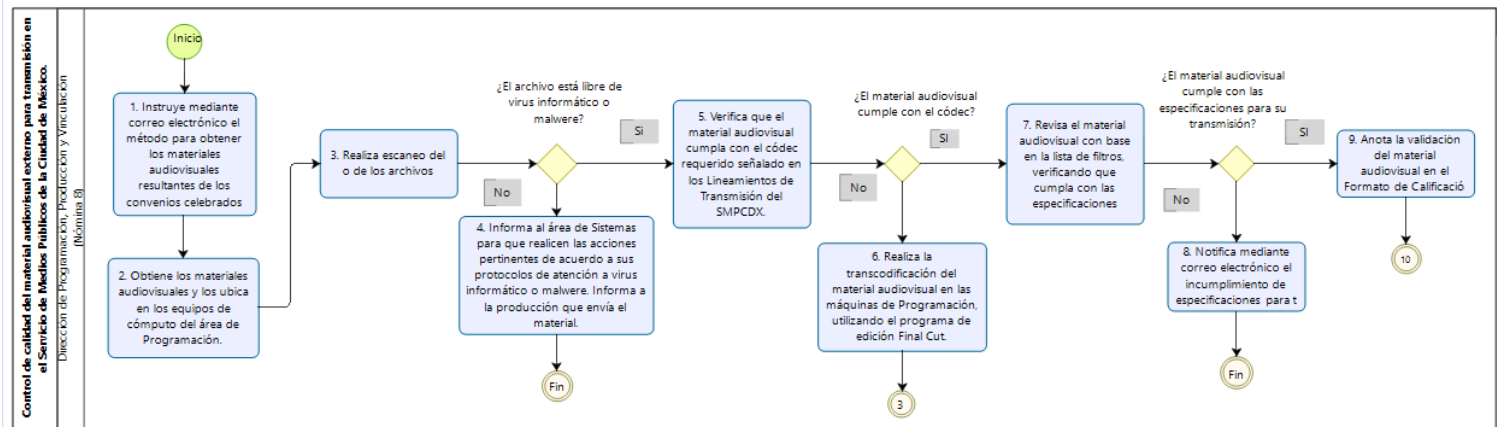 Control de calidad del material audiorisual externo para transmisión en
el Servicio de Medios Públicos de la Ciudad de México.
Dirección de Programación, Producción y Vinculación
(Nómina 8)
Inicio
1. Instruye mediante
correo electrónico el
método para obtener
los materiales
audiovisuales
resultantes de los
convenios celebrados
2. Obtiene los materiales
audiovisuales y los ubica
en los equipos de
cómputo del área de
Programación.
3. Realiza escaneo del
o de los archivos
¿El archivo está libre de
virus informático o
malwere?
Si
No
4. Informa al área de Sistemas
para que realicen las acciones
pertinentes de acuerdo a sus
protocolos de atención a virus
informático o malwere. Informa
a la producción que envía el
material.
Fin
5. Verifica que el
material audiovisual
cumpla con el códec
requerido señalado en
los Lineamientos de
Transmisión del
SMPCDX.
¿El material audiovisual
cumple con el códec?
SI
No
6. Realiza la
transcodificación del
material audiovisual en las
máquinas de Programación,
utilizando el programa de
edición Final Cut.
3
7. Revisa el material
audiovisual con base
en la lista de filtros,
verificando que
cumpla con las
especificaciones
¿El material audiovisual
cumple con las
especificaciones para su
transmisión?
SI
No
8. Notifica mediante
correo electrónico el
incumplimiento de
especificaciones para t
Fin
9. Anota la validación
del material
audiovisual en el
Formato de Calificació
10